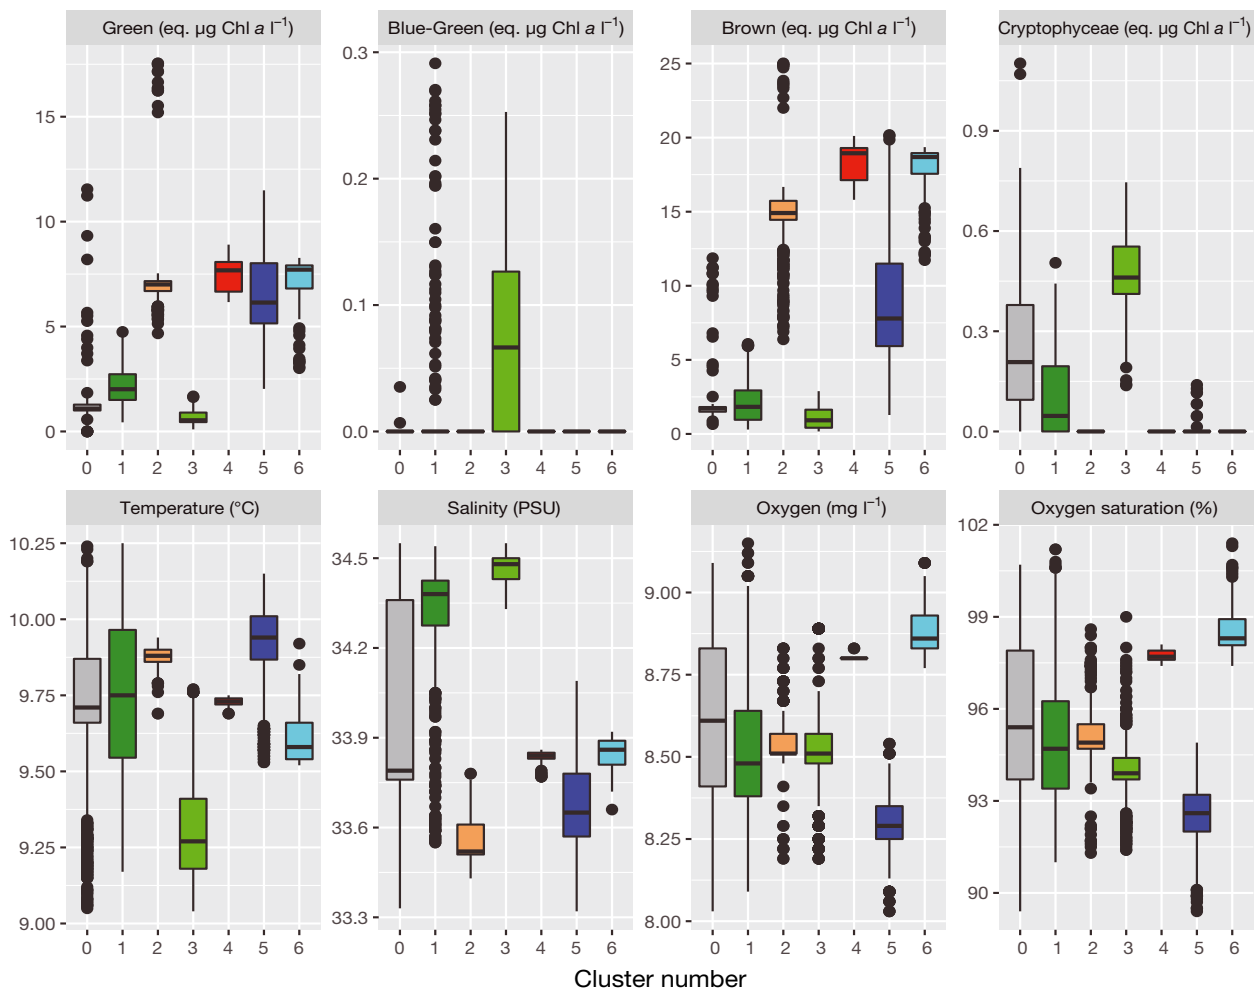 Green (eq. µg Chl a l⁻¹)
Blue-Green (eq. µg Chl a l⁻¹)
Brown (eq. µg Chl a l⁻¹)
Cryptophyceae (eq. µg Chl a l⁻¹)
15
10
5
0
0 1 2 3 4 5 6
0.3
0.2
0.1
0.0
0 1 2 3 4 5 6
25
20
15
10
5
0
0 1 2 3 4 5 6
0.9
0.6
0.3
0.0
0 1 2 3 4 5 6
Temperature (°C)
Salinity (PSU)
Oxygen (mg l⁻¹)
Oxygen saturation (%)
10.25
10.00
9.75
9.50
9.25
9.00
0 1 2 3 4 5 6
34.5
34.2
33.9
33.6
33.3
0 1 2 3 4 5 6
9.00
8.75
8.50
8.25
8.00
0 1 2 3 4 5 6
102
99
96
93
90
0 1 2 3 4 5 6
Cluster number